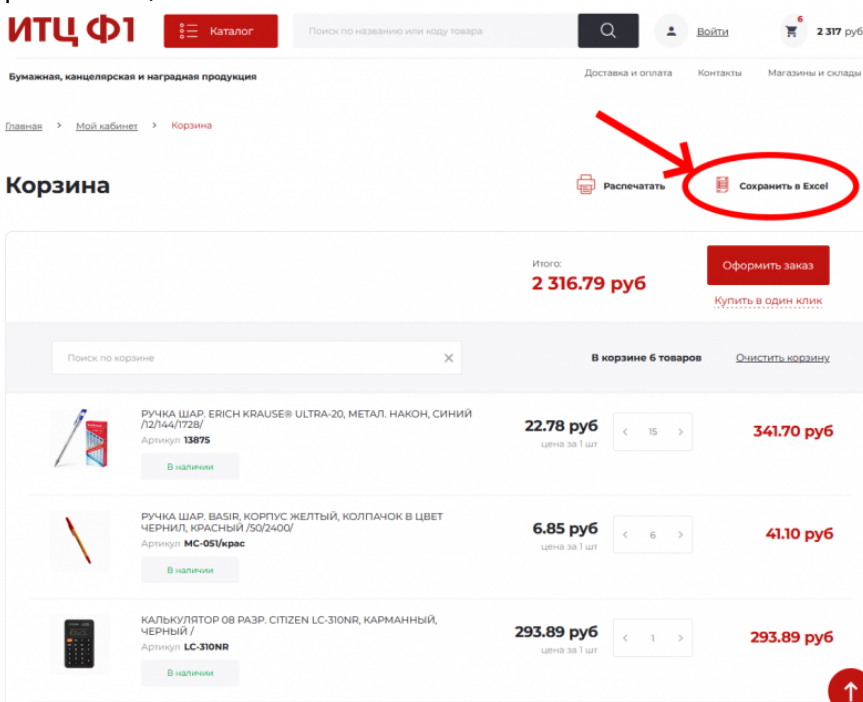 ИТЦ Ф1
Каталог
Поиск по названию или коду товара
Войти
6
2 317 руб
Бумажная, канцелярская и наградная продукция
Доставка и оплата
Контакты
Магазины и склады
Главная > Мой кабинет > Корзина
Корзина
Распечатать
Сохранить в Excel
Итого:
2 316.79 руб
Оформить заказ
Купить в один клик
Поиск по корзине
В корзине 6 товаров
Очистить корзину
РУЧКА ШАР. ERICH KRAUSE® ULTRA-20, МЕТАЛ. НАКОН, СИНИЙ
/12/144/1728/
Артикул 13875
В наличии
22.78 руб
цена за 1 шт
< 15 >
341.70 руб
РУЧКА ШАР. BASIR, КОРПУС ЖЕЛТЫЙ, КОЛПАЧОК В ЦВЕТ
ЧЕРНИЛ, КРАСНЫЙ /50/2400/
Артикул МС-051/крас
В наличии
6.85 руб
цена за 1 шт
< 6 >
41.10 руб
КАЛЬКУЛЯТОР 08 РАЗР. CITIZEN LC-310NR, КАРМАННЫЙ,
ЧЕРНЫЙ /
Артикул LC-310NR
В наличии
293.89 руб
цена за 1 шт
< 1 >
293.89 руб